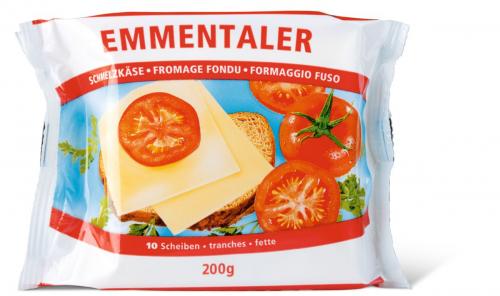 EMMENTALER
SCHMELZKÄSE • FROMAGE FONDU • FORMAGGIO FUSO
10 Scheiben • tranches • fette
200g